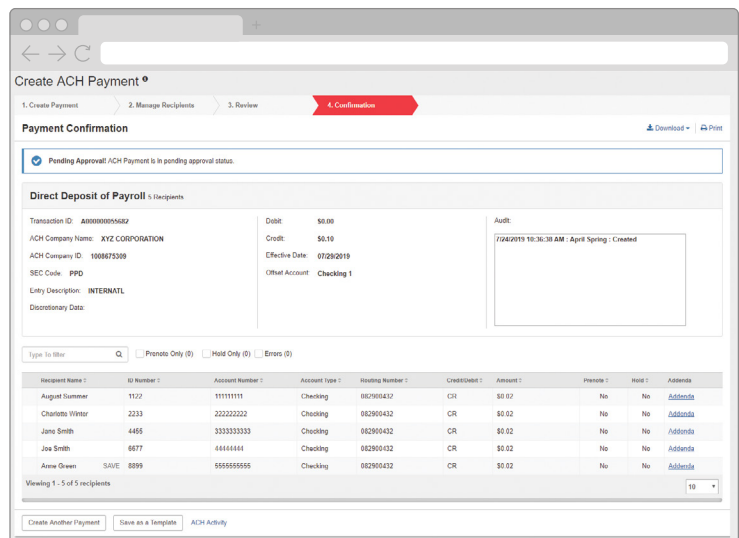 Create ACH Payment
1. Create Payment 2. Manage Recipients 3. Review 4. Confirmation
Payment Confirmation Download Print
Pending Approval! ACH Payment is in pending approval status.
Direct Deposit of Payroll 5 Recipients
Transaction ID: A000000055682 Debit: $0.00 Audit:
ACH Company Name: XYZ CORPORATION Credit: $0.10 7/24/2019 10:36:38 AM : April Spring : Created
ACH Company ID: 1008675309 Effective Date: 07/29/2019
SEC Code: PPD Offset Account: Checking 1
Entry Description: INTERNATL
Discretionary Data:
Type To filter Prenote Only (0) Hold Only (0) Errors (0)
Recipient Name ID Number Account Number Account Type Routing Number Credit/Debit Amount Prenote Hold Addenda
August Summer 1122 111111111 Checking 082900432 CR $0.02 No No Addenda
Charlotte Winter 2233 222222222 Checking 082900432 CR $0.02 No No Addenda
Jane Smith 4455 3333333333 Checking 082900432 CR $0.02 No No Addenda
Joe Smith 6677 44444444 Checking 082900432 CR $0.02 No No Addenda
Anne Green SAVE 8899 5555555555 Checking 082900432 CR $0.02 No No Addenda
Viewing 1 - 5 of 5 recipients 10
Create Another Payment Save as a Template ACH Activity